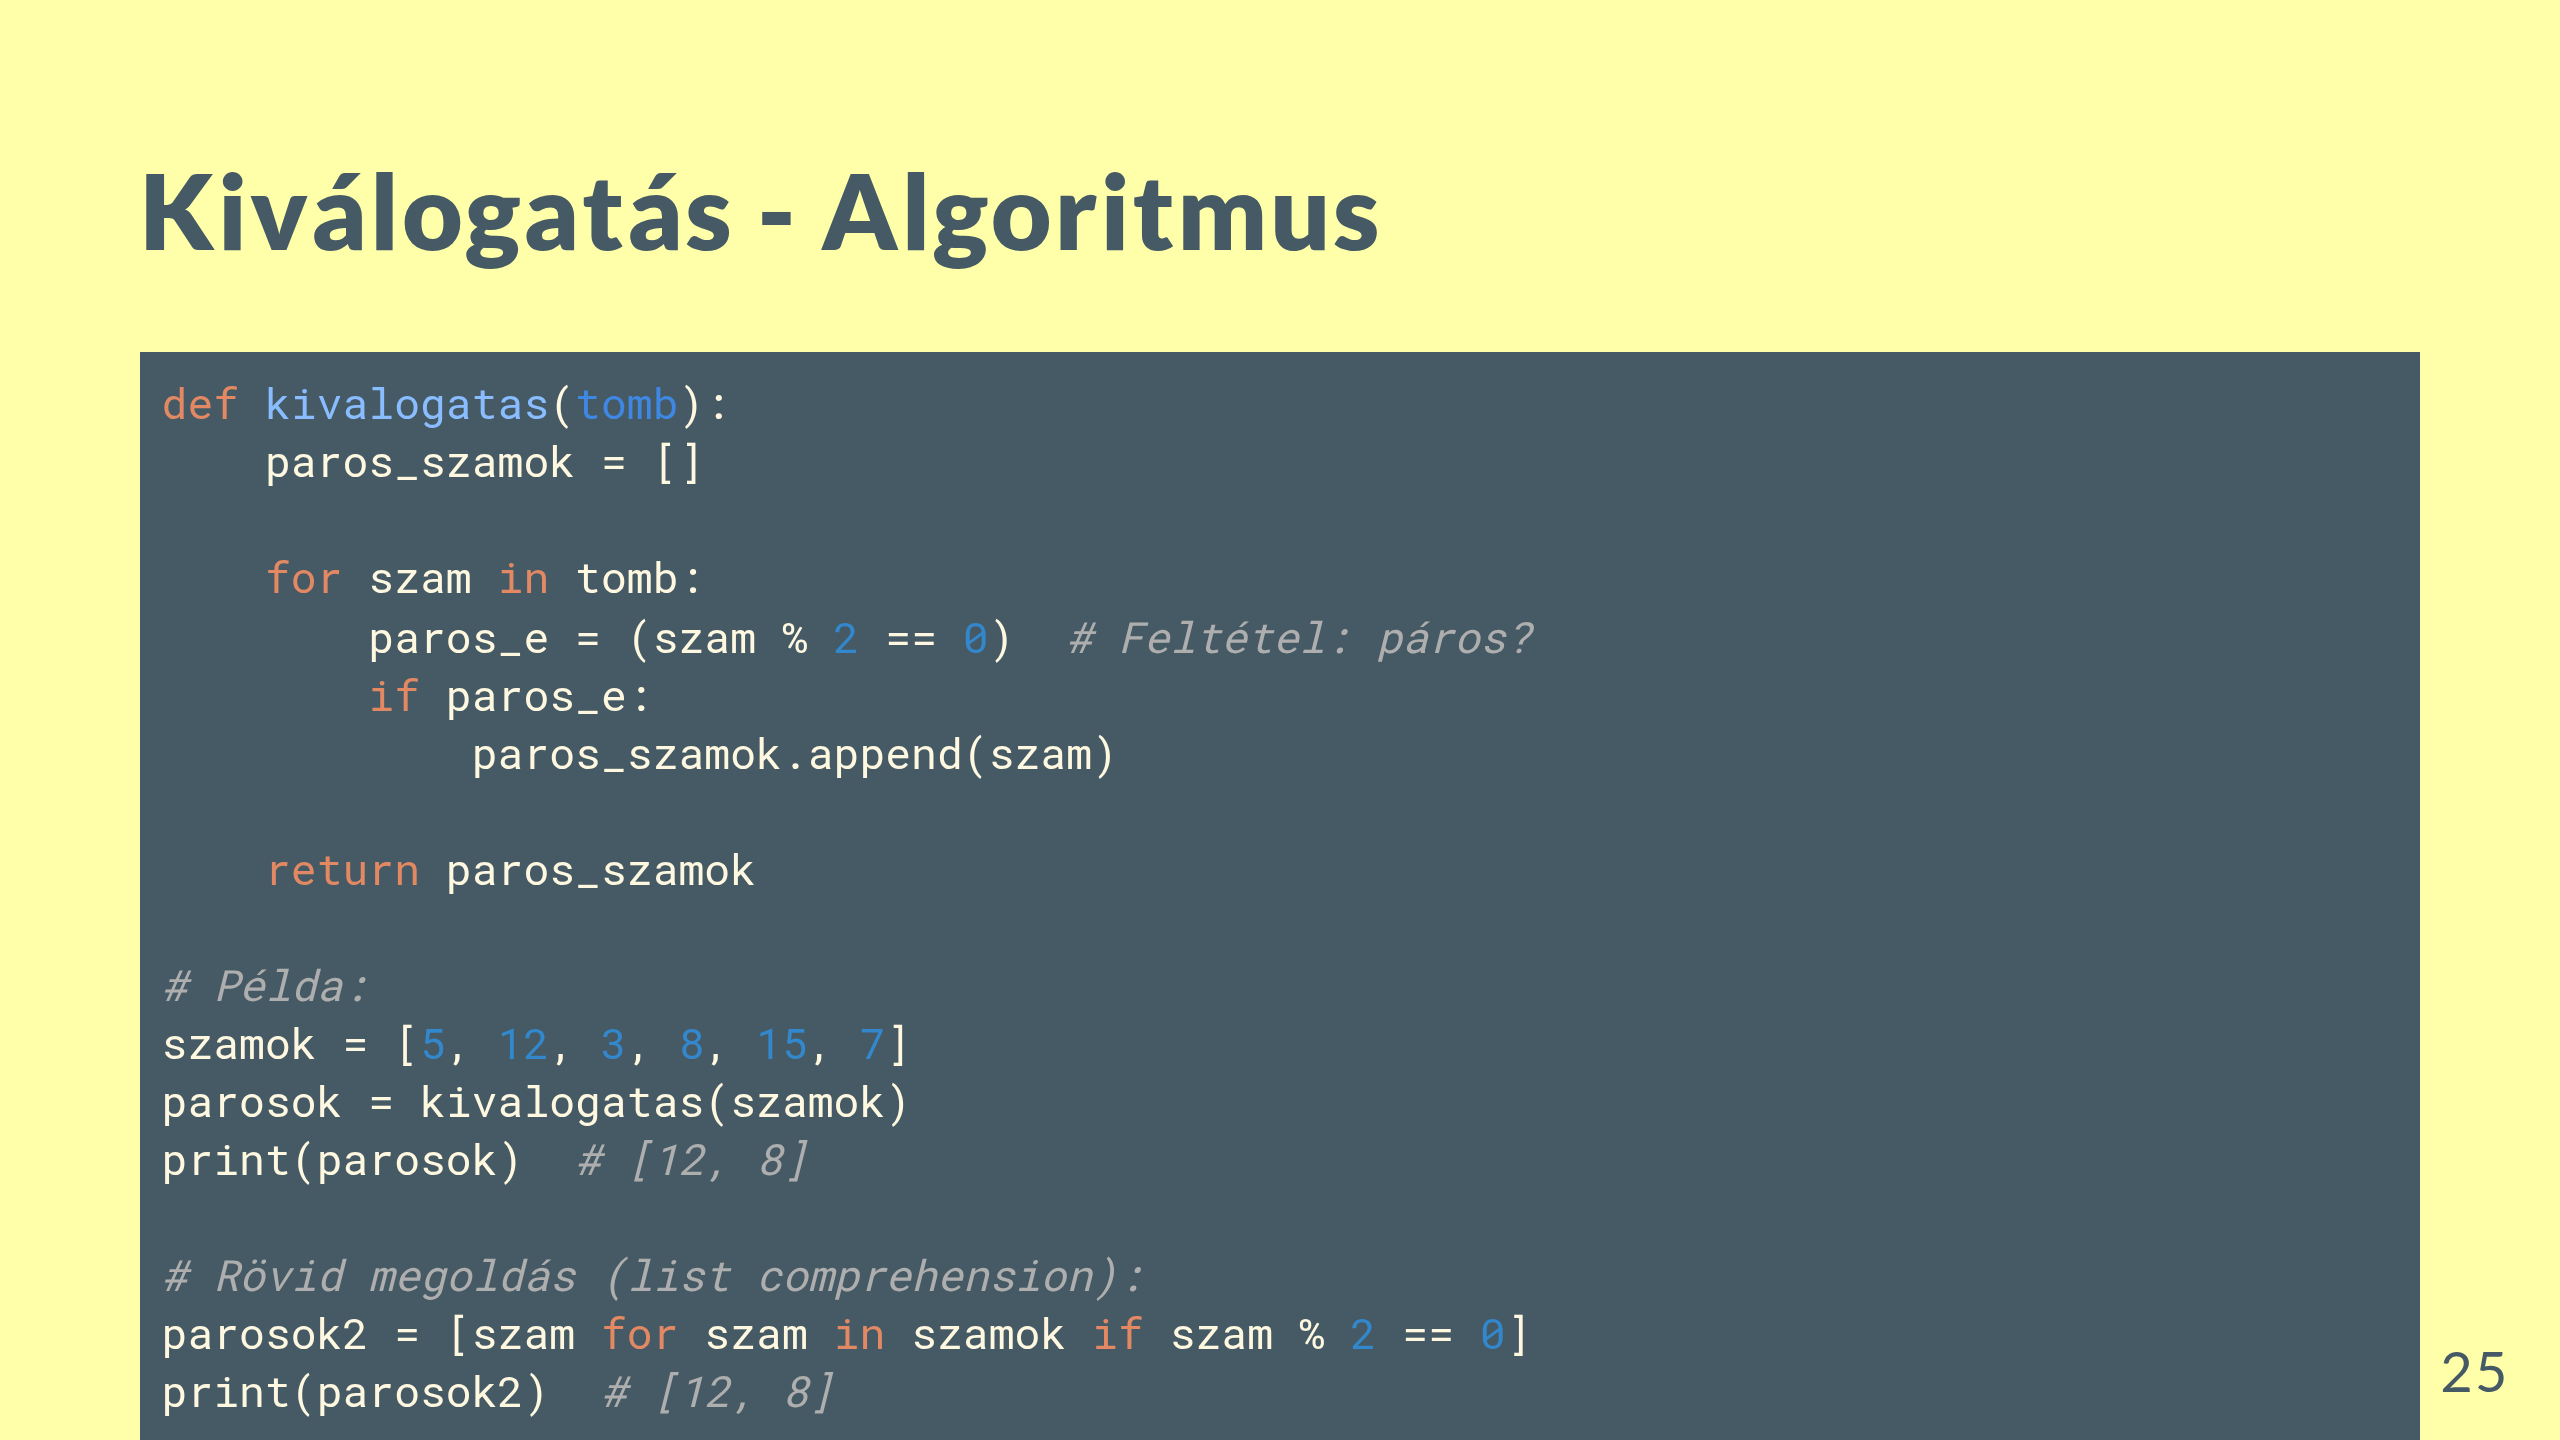 Kiválogatás - Algoritmus
def kivalogatas(tomb):
    paros_szamok = []
    for szam in tomb:
        paros_e = (szam % 2 == 0)  # Feltétel: páros?
        if paros_e:
            paros_szamok.append(szam)
    return paros_szamok
# Példa:
szamok = [5, 12, 3, 8, 15, 7]
parosok = kivalogatas(szamok)
print(parosok)  # [12, 8]
# Rövid megoldás (list comprehension):
parosok2 = [szam for szam in szamok if szam % 2 == 0]
print(parosok2)  # [12, 8]
25